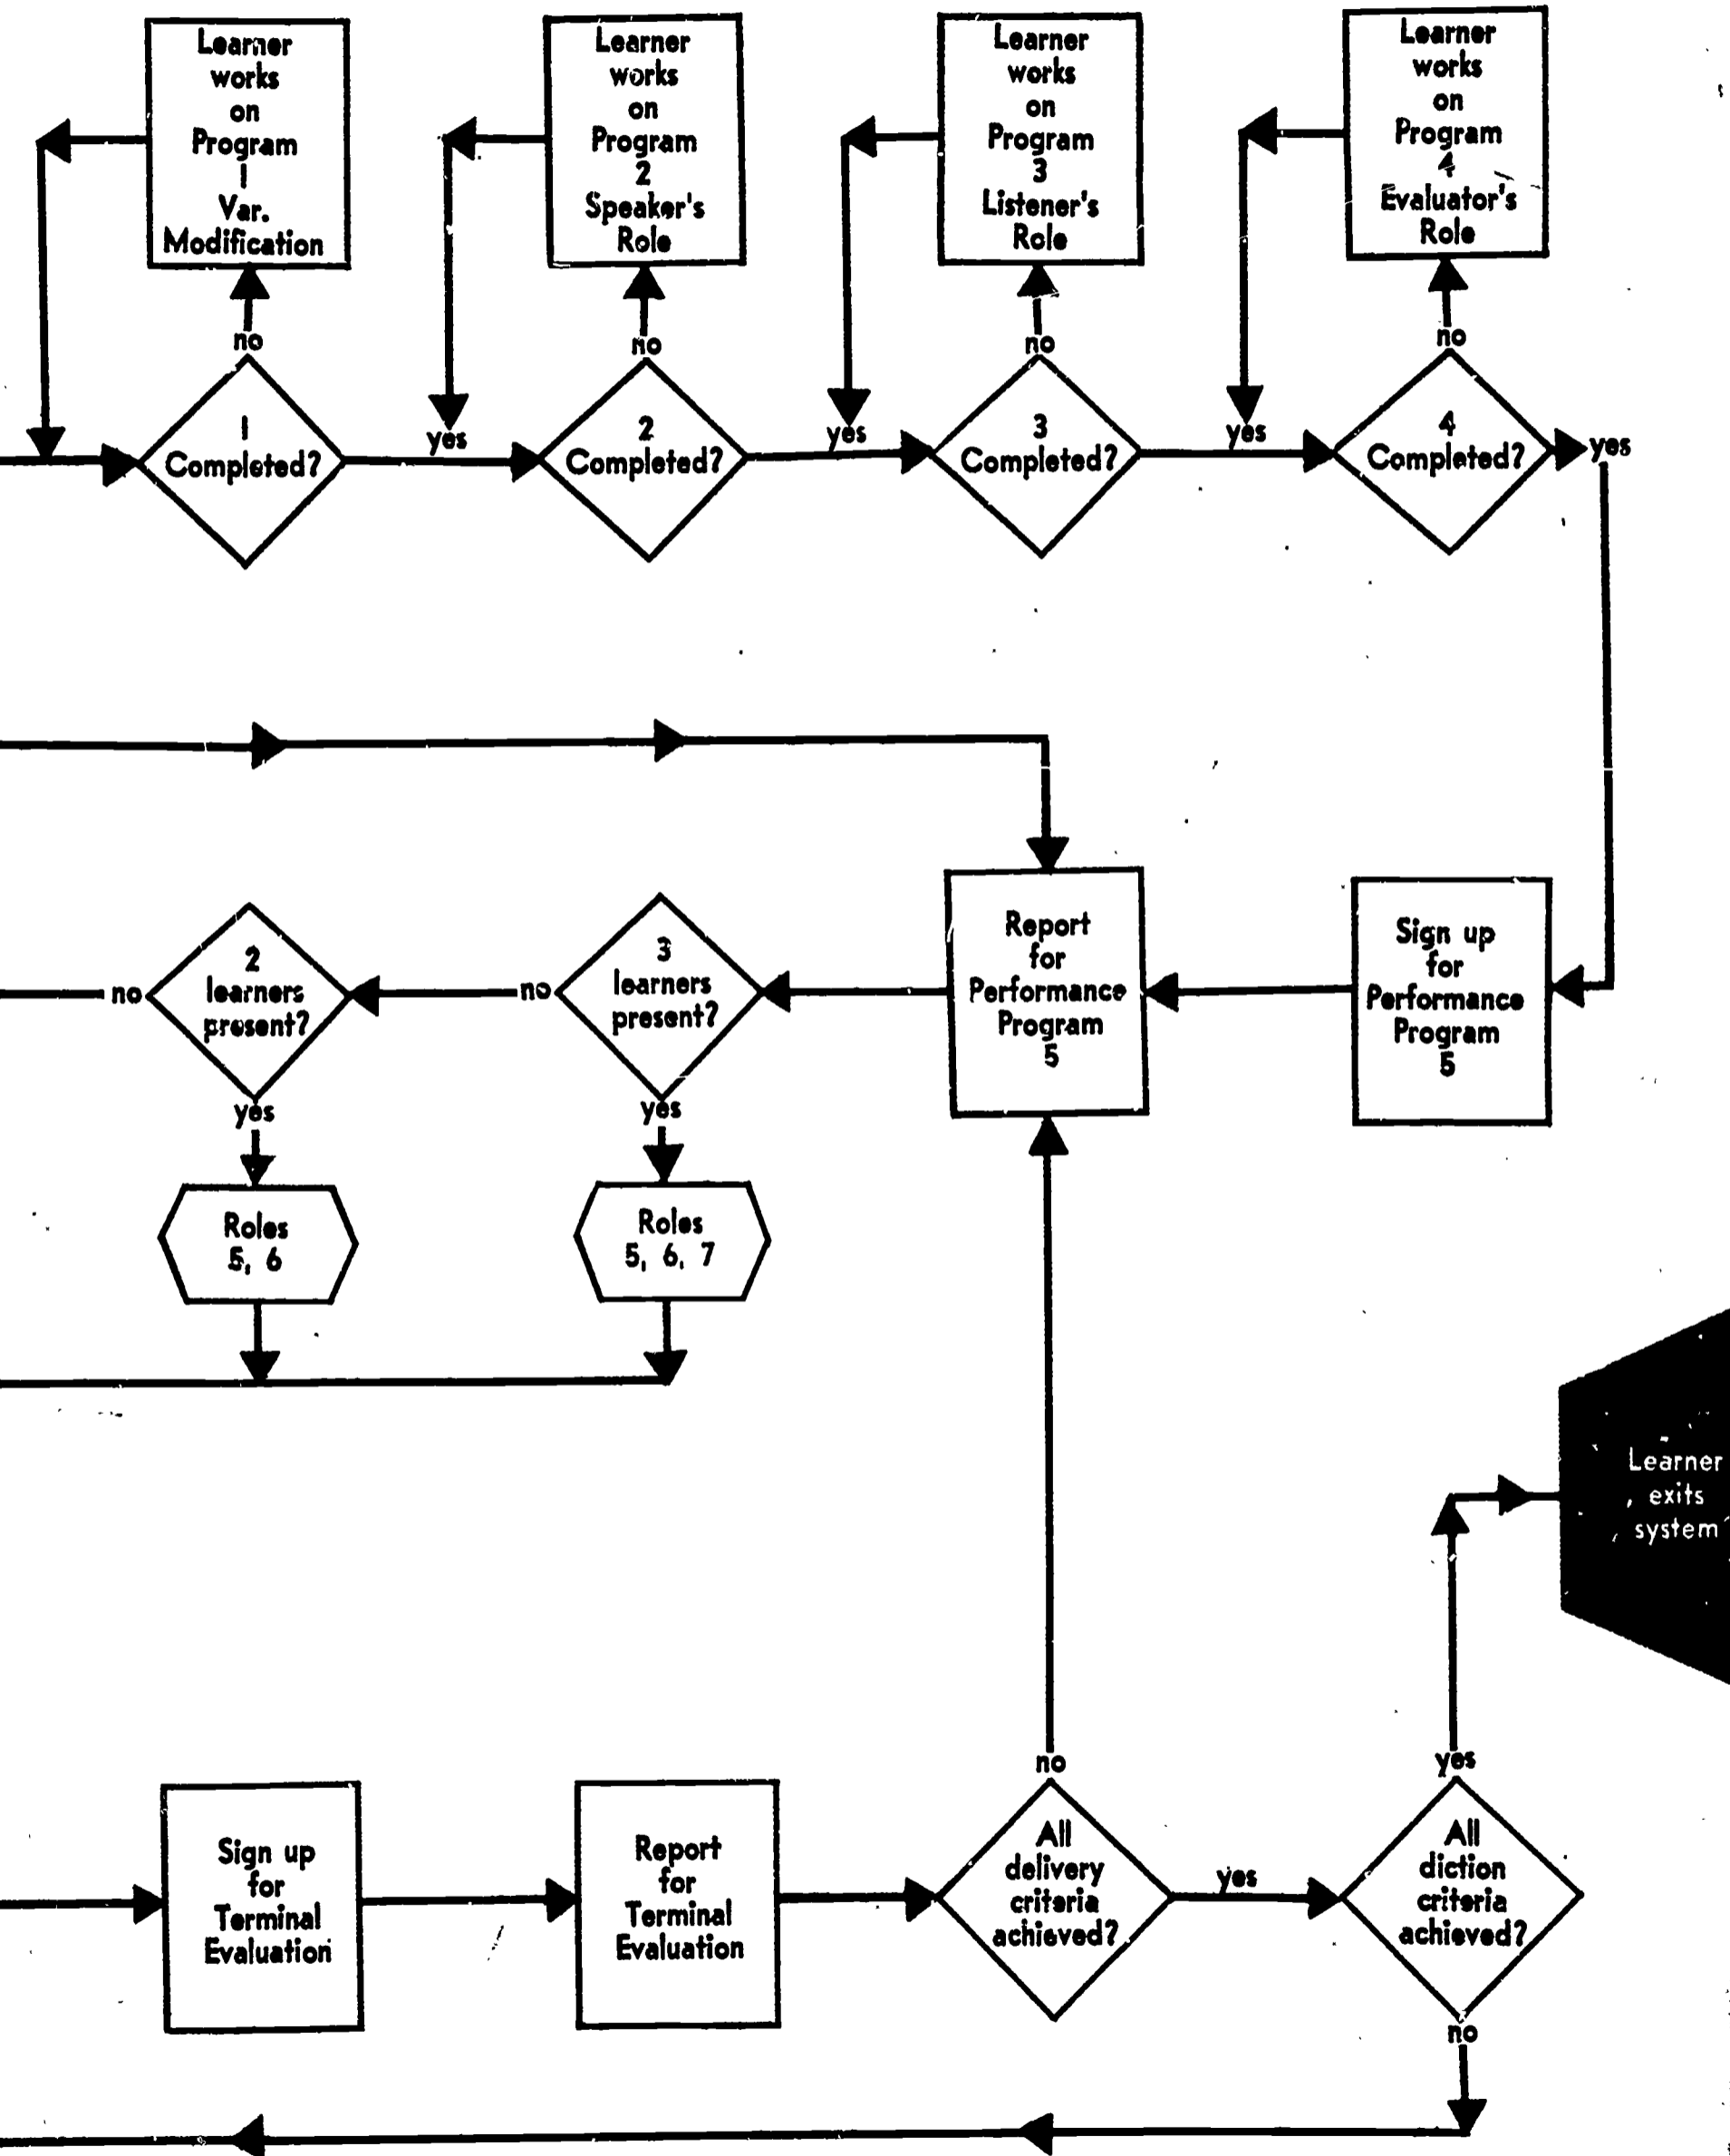 Learner
works
on
Program
1
Var.
Modification
Learner
works
on
Program
2
Speaker's
Role
Learner
works
on
Program
3
Listener's
Role
Learner
works
on
Program
4
Evaluator's
Role
no
no
no
no
1
Completed?
yes
2
Completed?
yes
3
Completed?
yes
4
Completed?
yes
no
2
learners
present?
no
3
learners
present?
Report
for
Performance
Program
5
Sign up
for
Performance
Program
5
yes
yes
Roles
5, 6
Roles
5, 6, 7
Learner
exits
system
no
yes
Sign up
for
Terminal
Evaluation
Report
for
Terminal
Evaluation
All
delivery
criteria
achieved?
yes
All
diction
criteria
achieved?
no